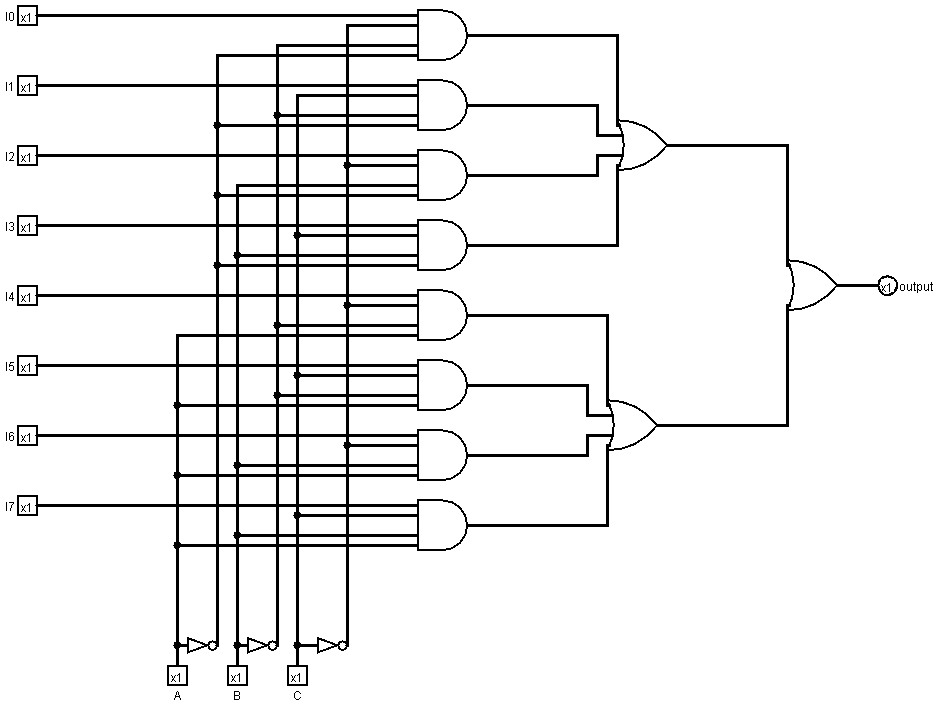 I0 x1
I1 x1
I2 x1
I3 x1
I4 x1
x1 output
I5 x1
I6 x1
I7 x1
x1 x1 x1
A B C